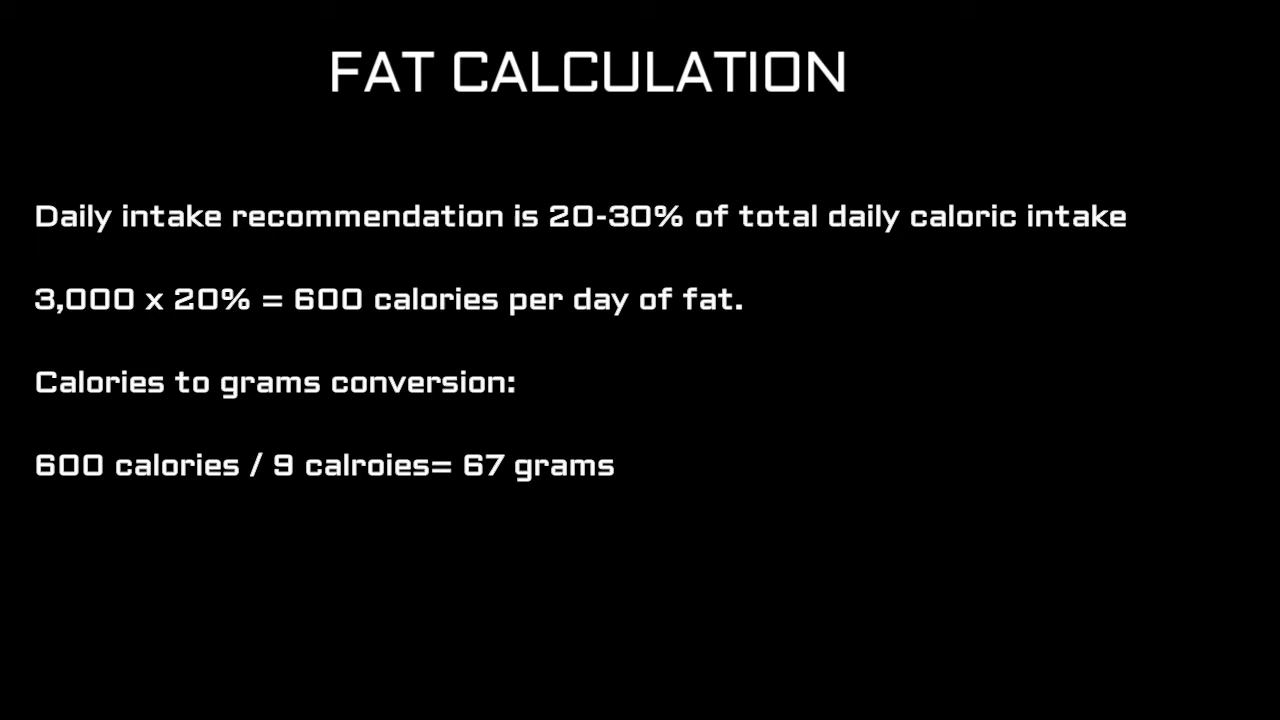 FAT CALCULATION
Daily intake recommendation is 20-30% of total daily caloric intake
3,000 x 20% = 600 calories per day of fat.
Calories to grams conversion:
600 calories / 9 calroies= 67 grams